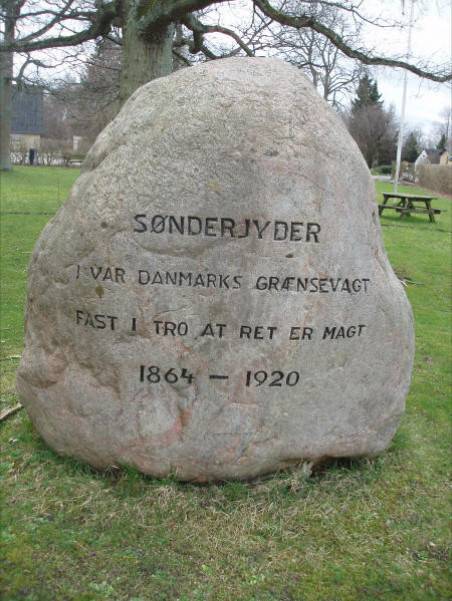 SØNDERJYDER
I VAR DANMARKS GRÆNSEVAGT
FAST I TRO AT RET ER MAGT
1864 – 1920